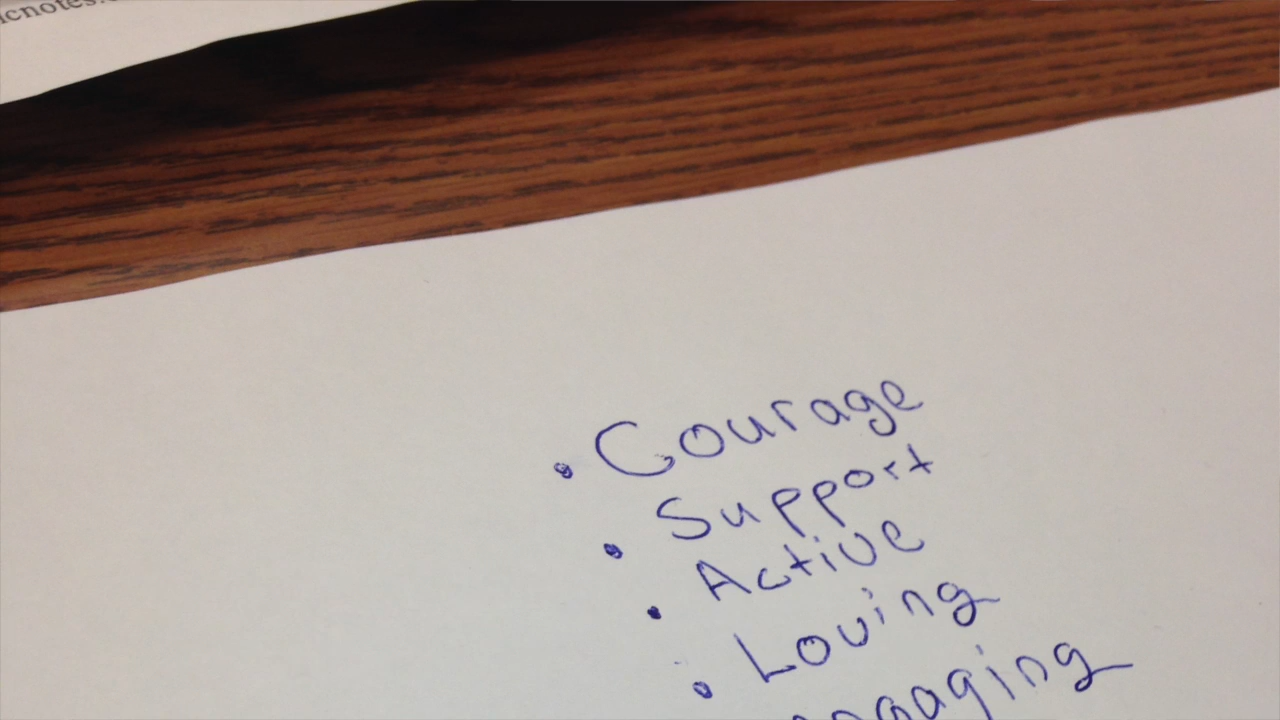 • Courage
• Support
• Active
• Loving